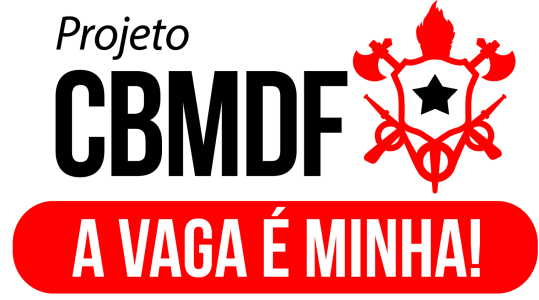 Projeto
CBMDF
A VAGA É MINHA!